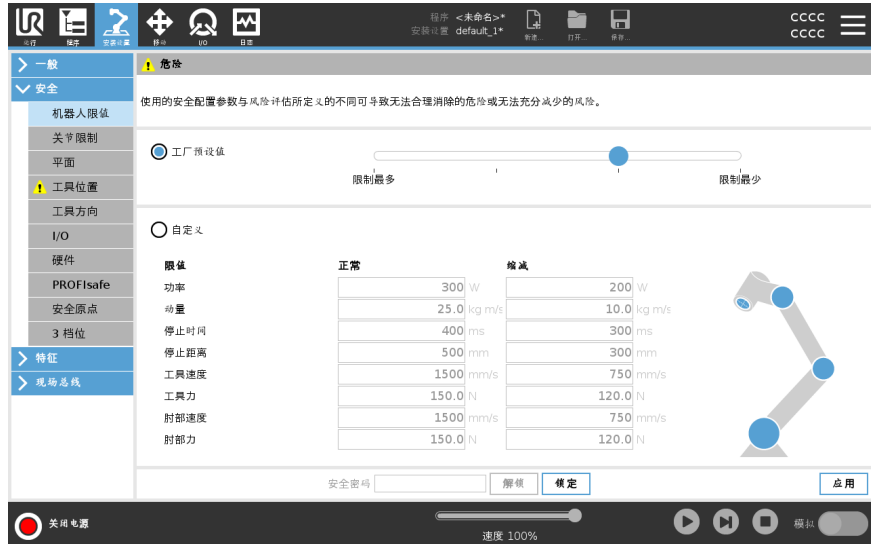 UR
运行
程序
安装设置
移动
I/O
日志
程序 <未命名>*
安装设置 default_1*
新建...
打开...
保存...
cccc
cccc
一般
安全
机器人限值
关节限制
平面
工具位置
工具方向
I/O
硬件
PROFIsafe
安全原点
3 档位
特征
现场总线
危险
使用的安全配置参数与风险评估所定义的不同可导致无法合理消除的危险或无法充分减少的风险。
工厂预设值
限制最多 限制最少
自定义
限值 正常 缩减
功率 300 W 200 W
动量 25.0 kg m/s 10.0 kg m/s
停止时间 400 ms 300 ms
停止距离 500 mm 300 mm
工具速度 1500 mm/s 750 mm/s
工具力 150.0 N 120.0 N
肘部速度 1500 mm/s 750 mm/s
肘部力 150.0 N 120.0 N
安全密码 解锁 锁定 应用
关闭电源
速度 100%
模拟